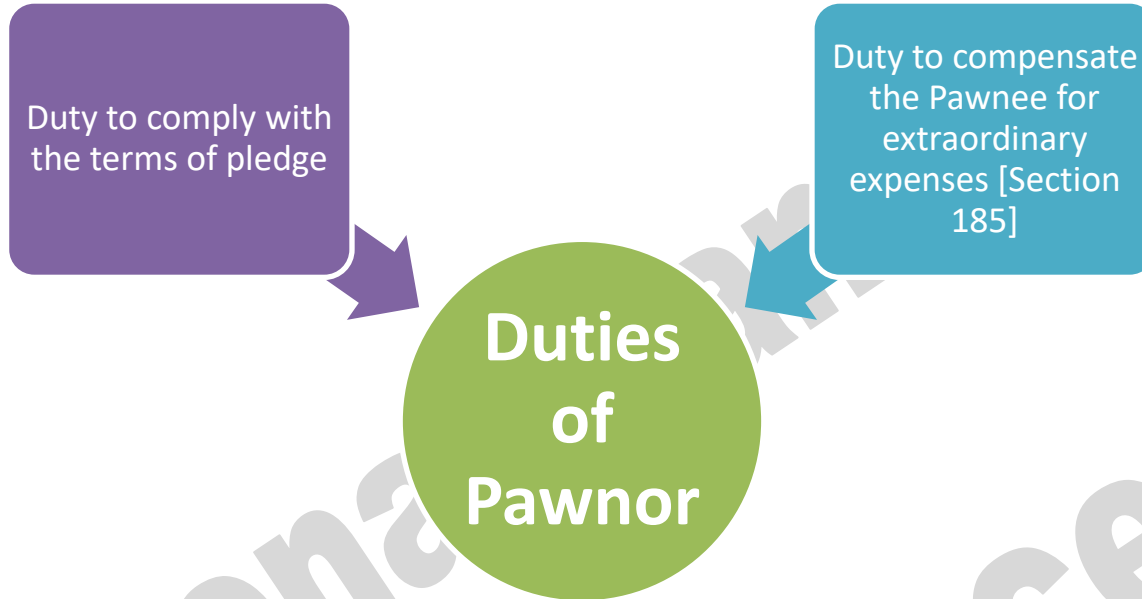 Duty to comply with
the terms of pledge
Duty to compensate
the Pawnee for
extraordinary
expenses [Section
185]
Duties
of
Pawnor